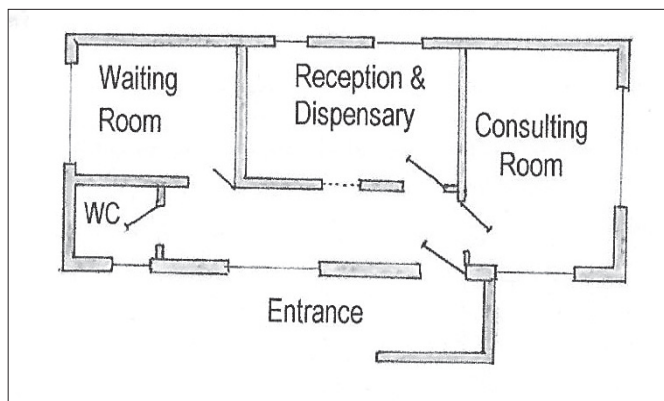 Waiting
Room
Reception &
Dispensary
Consulting
Room
WC
Entrance